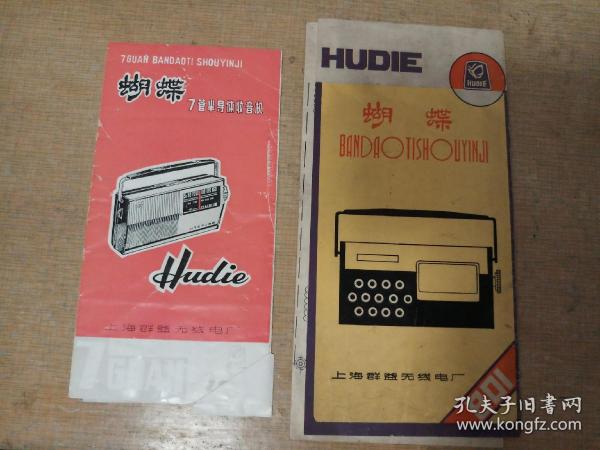 7GUAN BANDAOTI SHOUYINJI
蝴蝶
7管半导体收音机
Hudie
上海群益无线电厂
HUDIE
HUDIE
蝴蝶
BANDAOTISHOUYINJI
上海群益无线电厂
孔夫子旧书网
www.kongfz.com